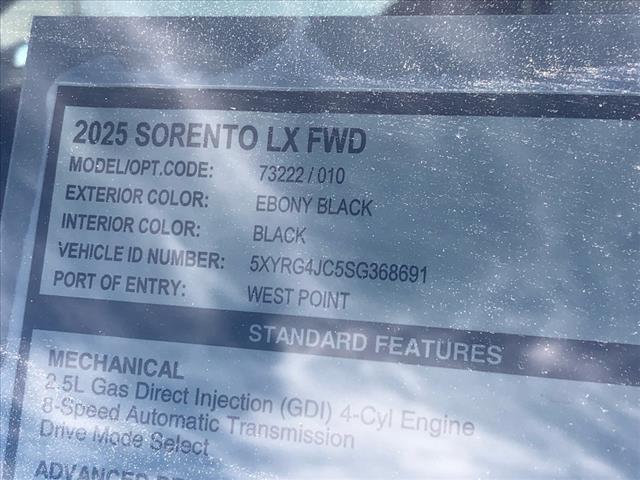 2025 SORENTO LX FWD
MODEL/OPT.CODE: 73222 / 010
EXTERIOR COLOR: EBONY BLACK
INTERIOR COLOR: BLACK
VEHICLE ID NUMBER: 5XYRG4JC5SG368691
PORT OF ENTRY: WEST POINT
STANDARD FEATURES
MECHANICAL
2.5L Gas Direct Injection (GDI) 4-Cyl Engine
8-Speed Automatic Transmission
Drive Mode Select
ADVANCED